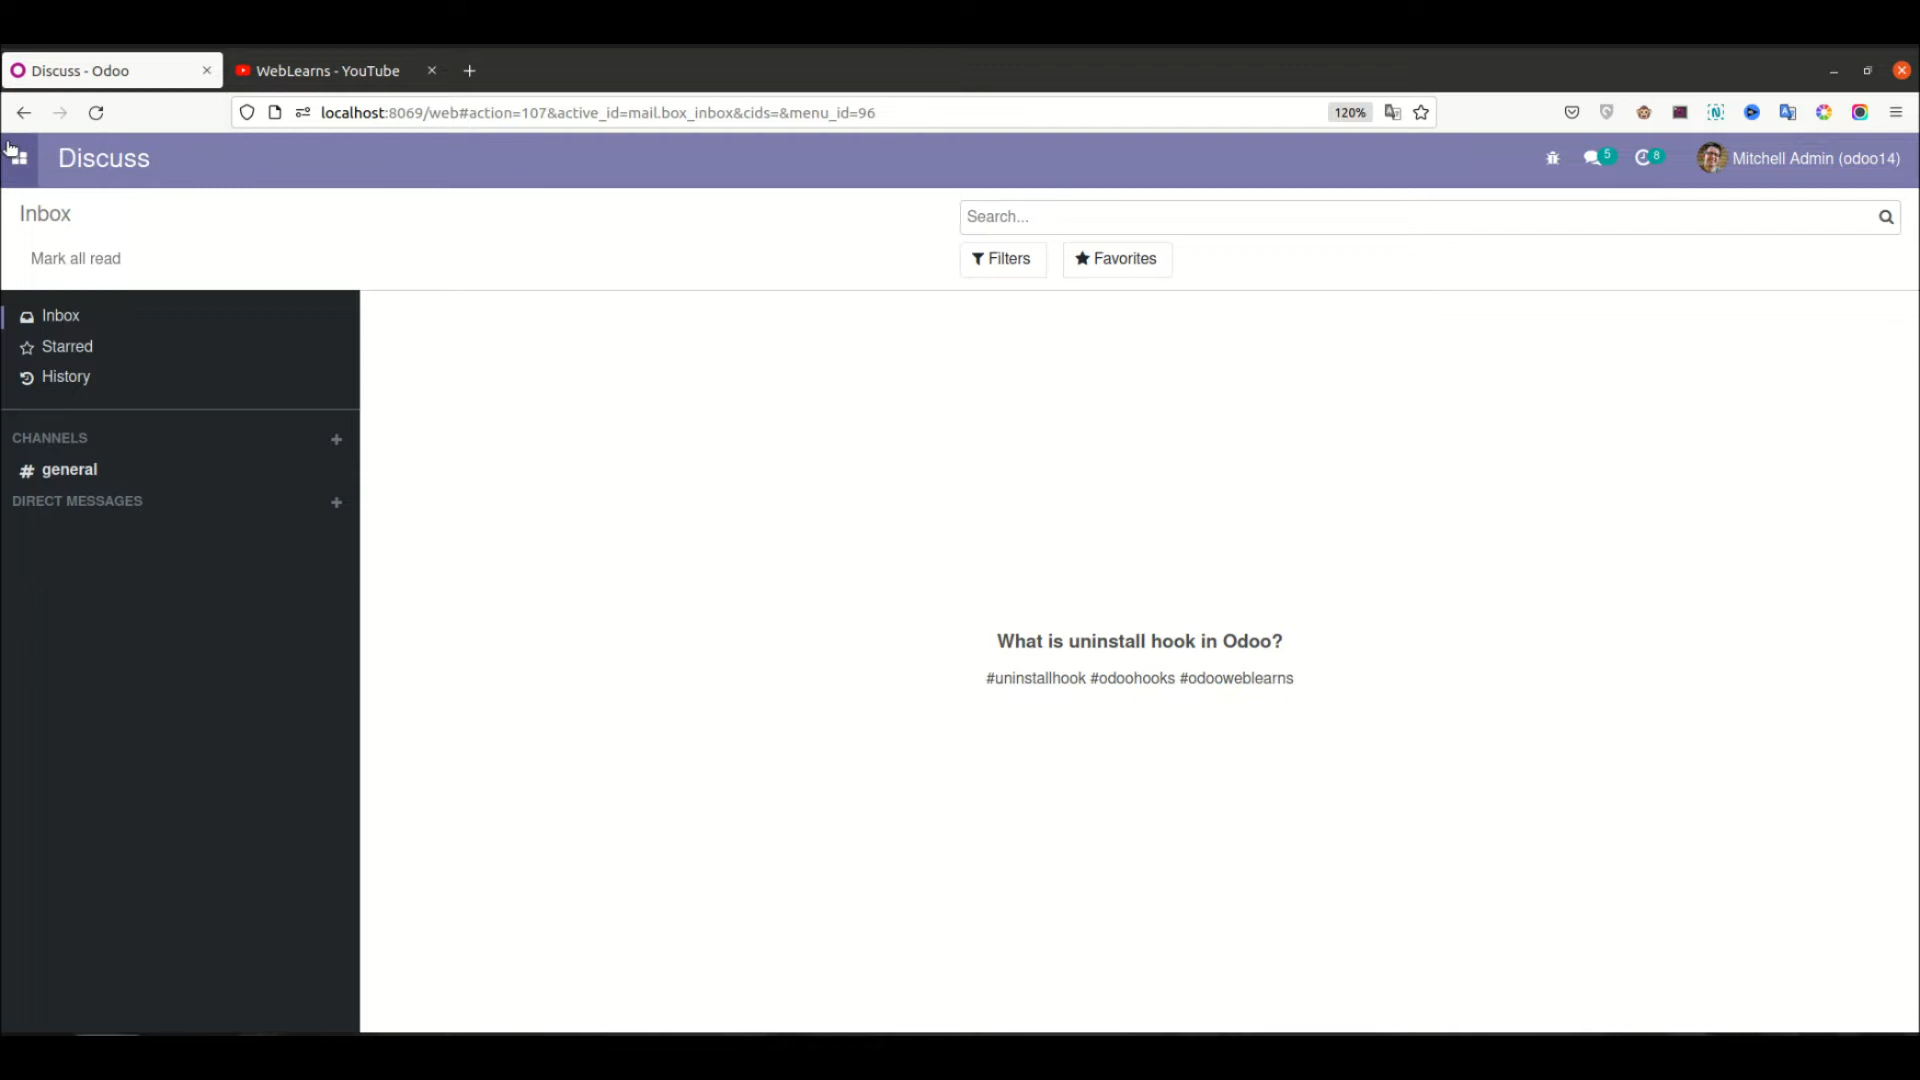 Discuss - Odoo
WebLearns - YouTube
localhost:8069/web#action=107&active_id=mail.box_inbox&cids=&menu_id=96
120%
Discuss
5
8
Mitchell Admin (odoo14)
Inbox
Search...
Mark all read
Filters
Favorites
Inbox
Starred
History
CHANNELS
# general
DIRECT MESSAGES
What is uninstall hook in Odoo?
#uninstallhook #odoohooks #odooweblearns